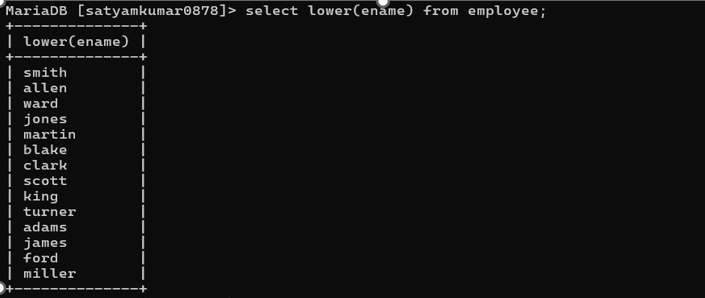 MariaDB [satyamkumar0878]> select lower(ename) from employee;
+--------------+
| lower(ename) |
+--------------+
| smith        |
| allen        |
| ward         |
| jones        |
| martin       |
| blake        |
| clark        |
| scott        |
| king         |
| turner       |
| adams        |
| james        |
| ford         |
| miller       |
+--------------+